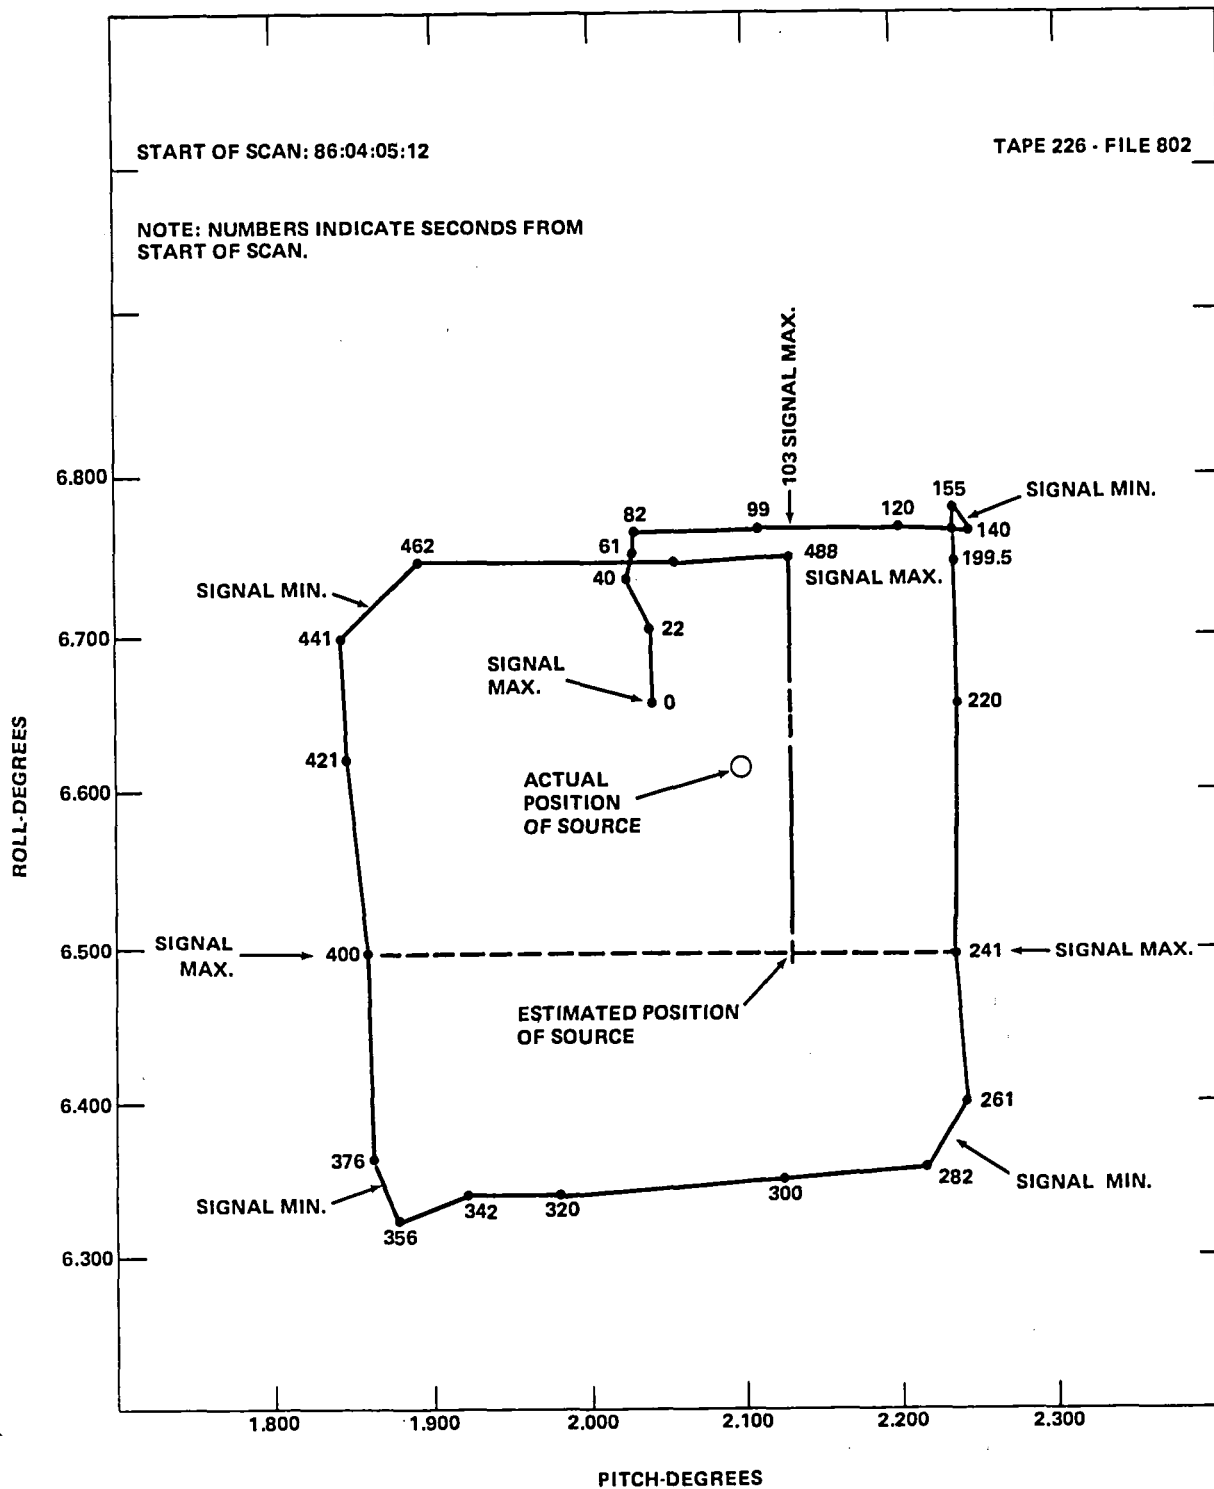 START OF SCAN: 86:04:05:12
TAPE 226 - FILE 802
NOTE: NUMBERS INDICATE SECONDS FROM
START OF SCAN.
103 SIGNAL MAX.
6.800
155
SIGNAL MIN.
82
99
120
140
462
61
488
199.5
40
SIGNAL MAX.
SIGNAL MIN.
441
6.700
22
SIGNAL
MAX.
0
220
421
6.600
ACTUAL
POSITION
OF SOURCE
ROLL-DEGREES
SIGNAL
MAX.
6.500
400
241
SIGNAL MAX.
ESTIMATED POSITION
OF SOURCE
6.400
261
376
282
SIGNAL MIN.
300
SIGNAL MIN.
342
320
356
6.300
1.800
1.900
2.000
2.100
2.200
2.300
PITCH-DEGREES